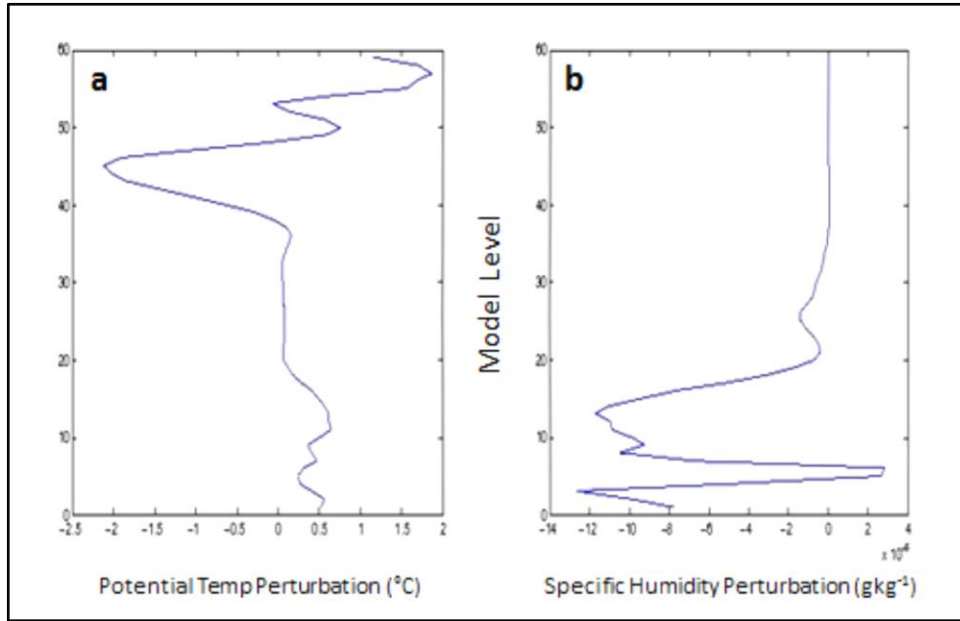 a
b
60
50
40
30
20
10
0
-2.5 -2 -1.5 -1 -0.5 0 0.5 1 1.5 2
Potential Temp Perturbation (°C)
Model Level
60
50
40
30
20
10
0
-14 -12 -10 -8 -6 -4 -2 0 2 4
Specific Humidity Perturbation (gkg⁻¹)